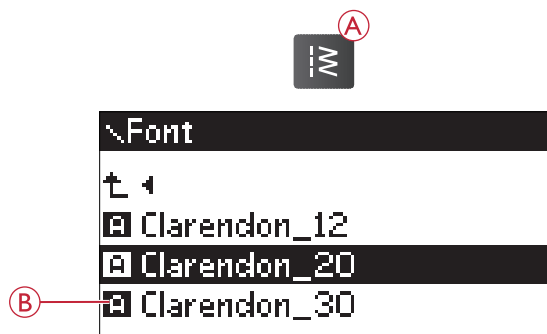 A
\Font
A Clarendon_12
A Clarendon_20
B
A Clarendon_30